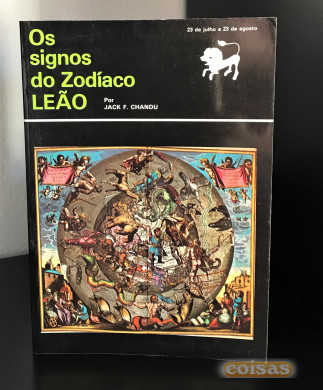 Os
signos
do Zodíaco
LEÃO
Por
JACK F. CHANDU
23 de julho a 23 de agosto
coisas